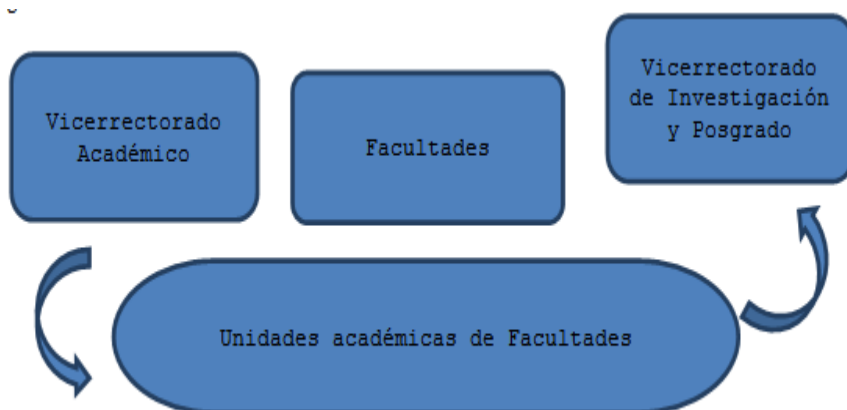 Vicerrectorado
Académico
Facultades
Vicerrectorado
de Investigación
y Posgrado
Unidades académicas de Facultades